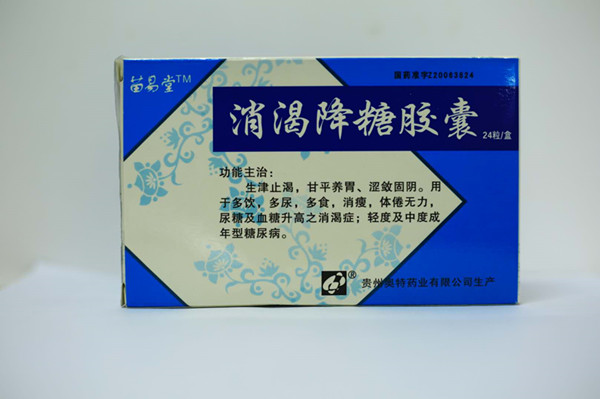 苗易堂™
国药准字Z20063624
消渴降糖胶囊
24粒/盒
功能主治:
生津止渴，甘平养胃、涩敛固阴。用
于多饮，多尿，多食，消瘦，体倦无力，
尿糖及血糖升高之消渴症；轻度及中度成
年型糖尿病。
®
贵州奥特药业有限公司生产